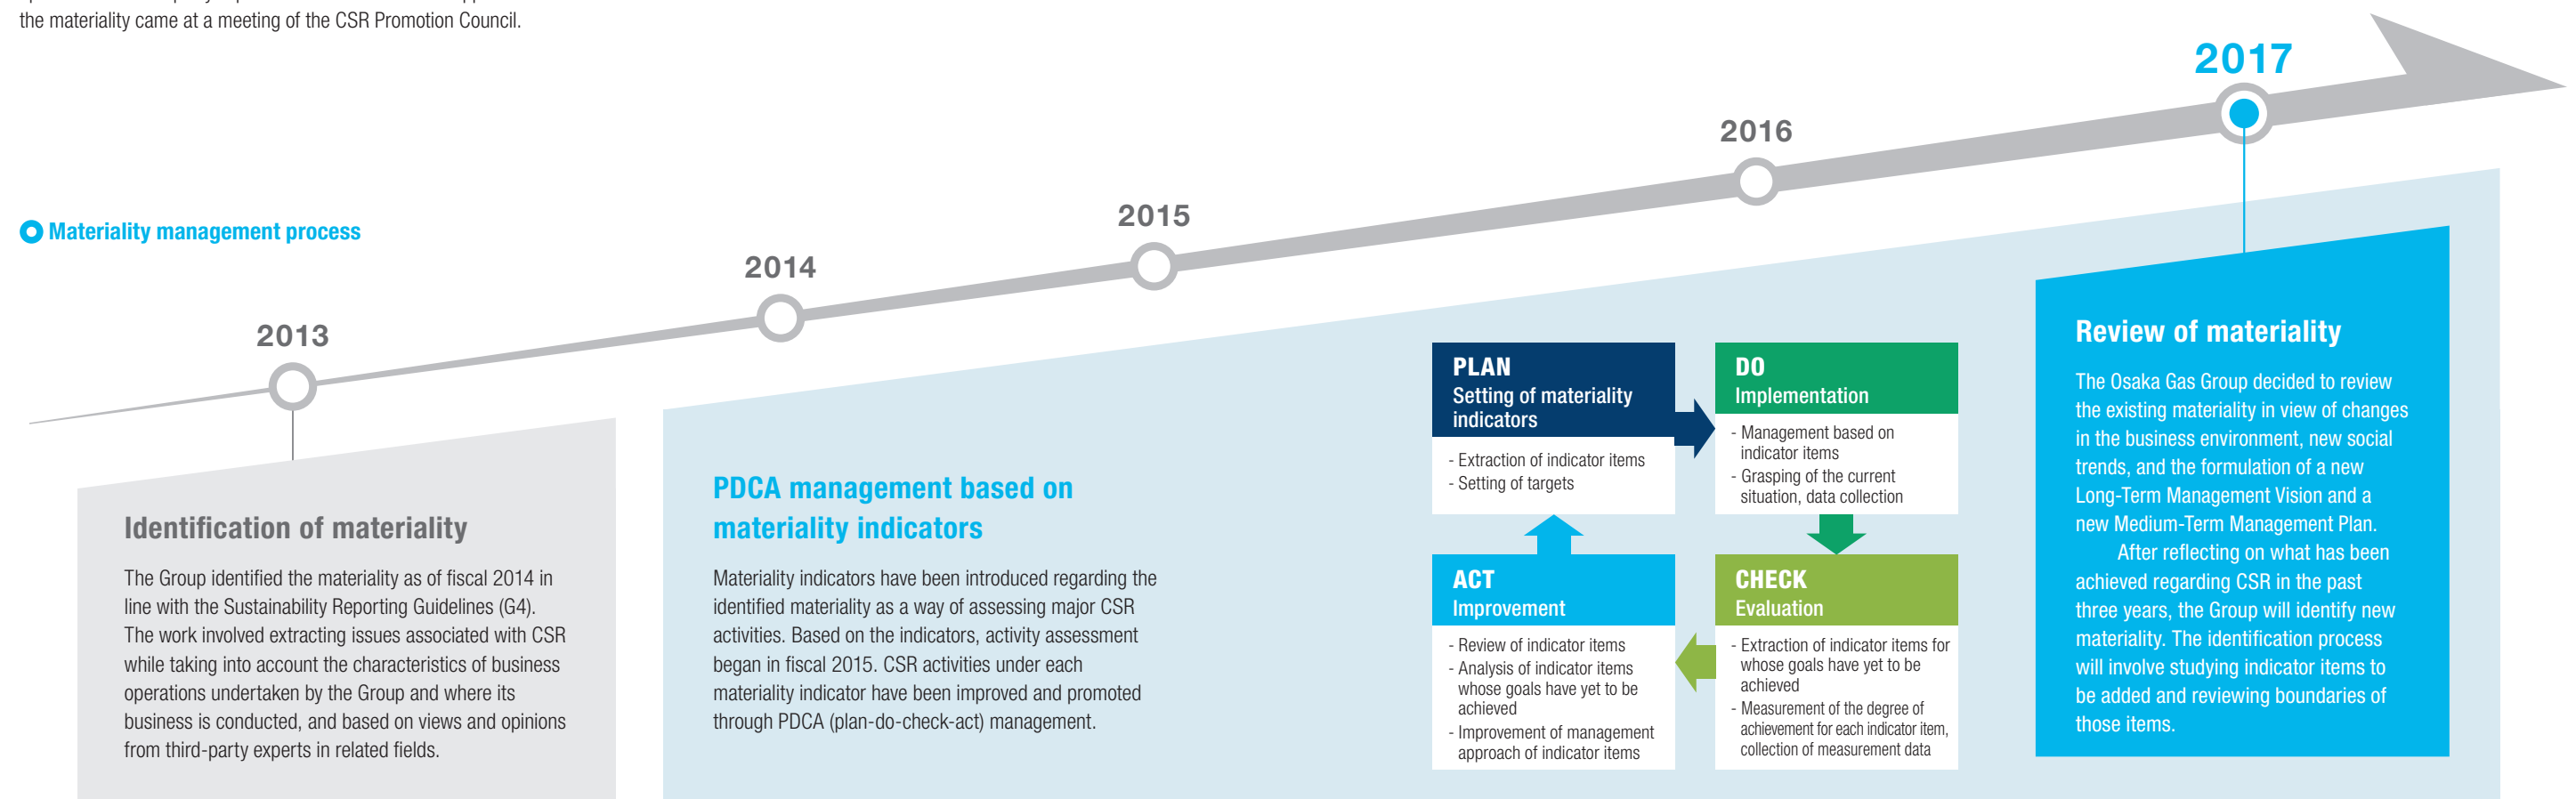 the materiality came at a meeting of the CSR Promotion Council.
Materiality management process
2013
2014
2015
2016
2017
Identification of materiality
The Group identified the materiality as of fiscal 2014 in
line with the Sustainability Reporting Guidelines (G4).
The work involved extracting issues associated with CSR
while taking into account the characteristics of business
operations undertaken by the Group and where its
business is conducted, and based on views and opinions
from third-party experts in related fields.
PDCA management based on
materiality indicators
Materiality indicators have been introduced regarding the
identified materiality as a way of assessing major CSR
activities. Based on the indicators, activity assessment
began in fiscal 2015. CSR activities under each
materiality indicator have been improved and promoted
through PDCA (plan-do-check-act) management.
PLAN
Setting of materiality
indicators
- Extraction of indicator items
- Setting of targets
DO
Implementation
- Management based on
indicator items
- Grasping of the current
situation, data collection
ACT
Improvement
- Review of indicator items
- Analysis of indicator items
whose goals have yet to be
achieved
- Improvement of management
approach of indicator items
CHECK
Evaluation
- Extraction of indicator items for
whose goals have yet to be
achieved
- Measurement of the degree of
achievement for each indicator item,
collection of measurement data
Review of materiality
The Osaka Gas Group decided to review
the existing materiality in view of changes
in the business environment, new social
trends, and the formulation of a new
Long-Term Management Vision and a
new Medium-Term Management Plan.
After reflecting on what has been
achieved regarding CSR in the past
three years, the Group will identify new
materiality. The identification process
will involve studying indicator items to
be added and reviewing boundaries of
those items.